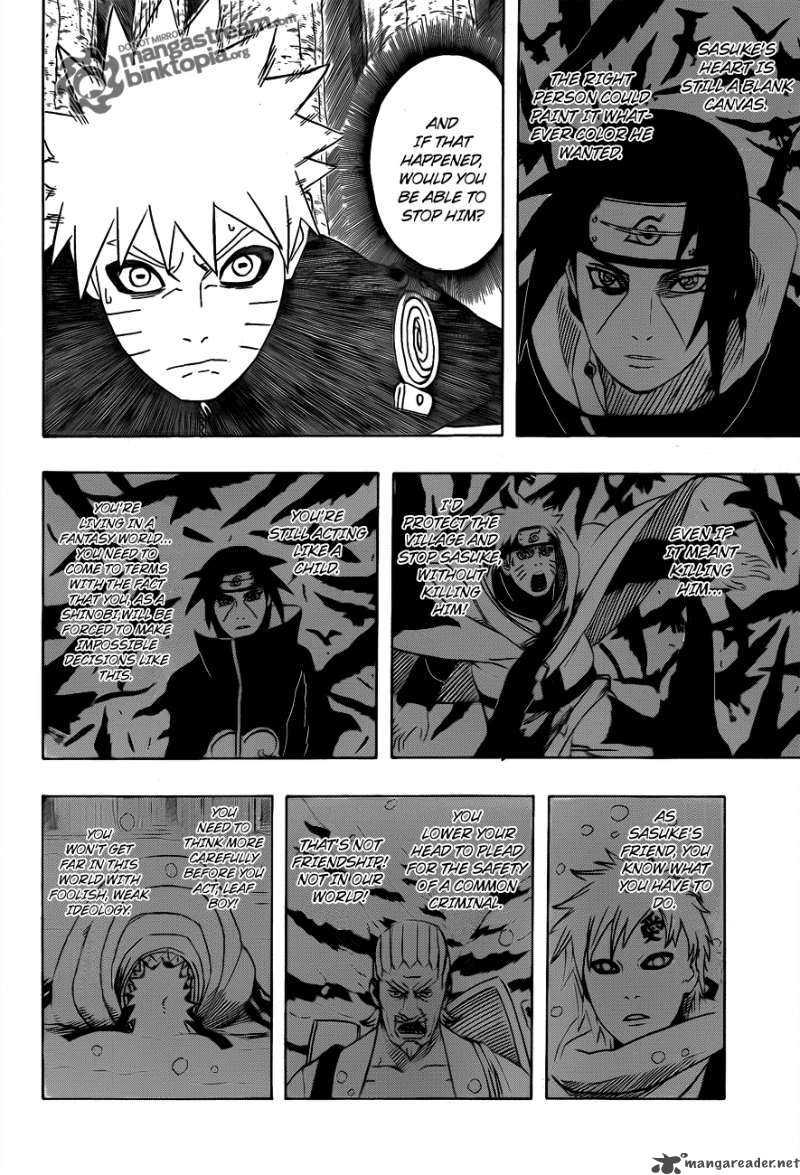 SASUKE'S
HEART IS
STILL A BLANK
CANVAS.
THE RIGHT
PERSON COULD
PAINT IT WHAT-
EVER COLOR HE
WANTED.
AND
IF THAT
HAPPENED,
WOULD YOU
BE ABLE TO
STOP HIM?
DO NOT MIRROR
mangastream.com
binktopia.org
EVEN IF
IT MEANT
KILLING
HIM...
I'D
PROTECT THE
VILLAGE AND
STOP SASUKE,
WITHOUT
KILLING
HIM!
YOU'RE
STILL ACTING
LIKE A
CHILD.
YOU'RE
LIVING IN A
FANTASY WORLD...
YOU NEED TO
COME TO TERMS
WITH THE FACT
THAT YOU, AS A
SHINOBI, WILL BE
FORCED TO MAKE
IMPOSSIBLE
DECISIONS LIKE
THIS.
AS
SASUKE'S
FRIEND, YOU
KNOW WHAT
YOU HAVE TO
DO.
愛
YOU
LOWER YOUR
HEAD TO PLEAD
FOR THE SAFETY
OF A COMMON
CRIMINAL.
THAT'S NOT
FRIENDSHIP!
NOT IN OUR
WORLD!
YOU
NEED TO
THINK MORE
CAREFULLY
BEFORE YOU
ACT, LEAF
BOY!
YOU
WON'T GET
FAR IN THIS
WORLD WITH
FOOLISH, WEAK
IDEOLOGY.
mangareader.net